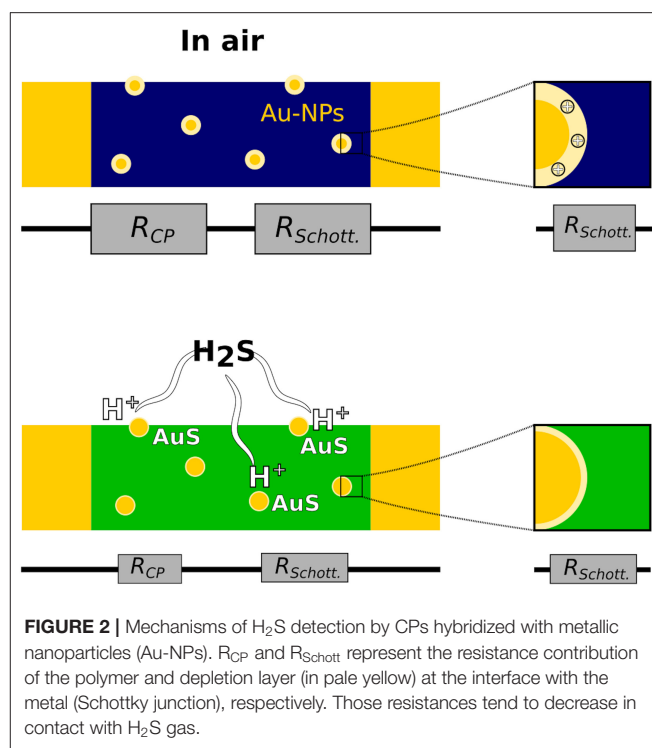 In air
Au-NPs
R_CP R_Schott. R_Schott.
H2S
H+ H+
AuS AuS
H+
AuS
R_CP R_Schott. R_Schott.
FIGURE 2 | Mechanisms of H₂S detection by CPs hybridized with metallic
nanoparticles (Au-NPs). R_CP and R_Schott represent the resistance contribution
of the polymer and depletion layer (in pale yellow) at the interface with the
metal (Schottky junction), respectively. Those resistances tend to decrease in
contact with H₂S gas.